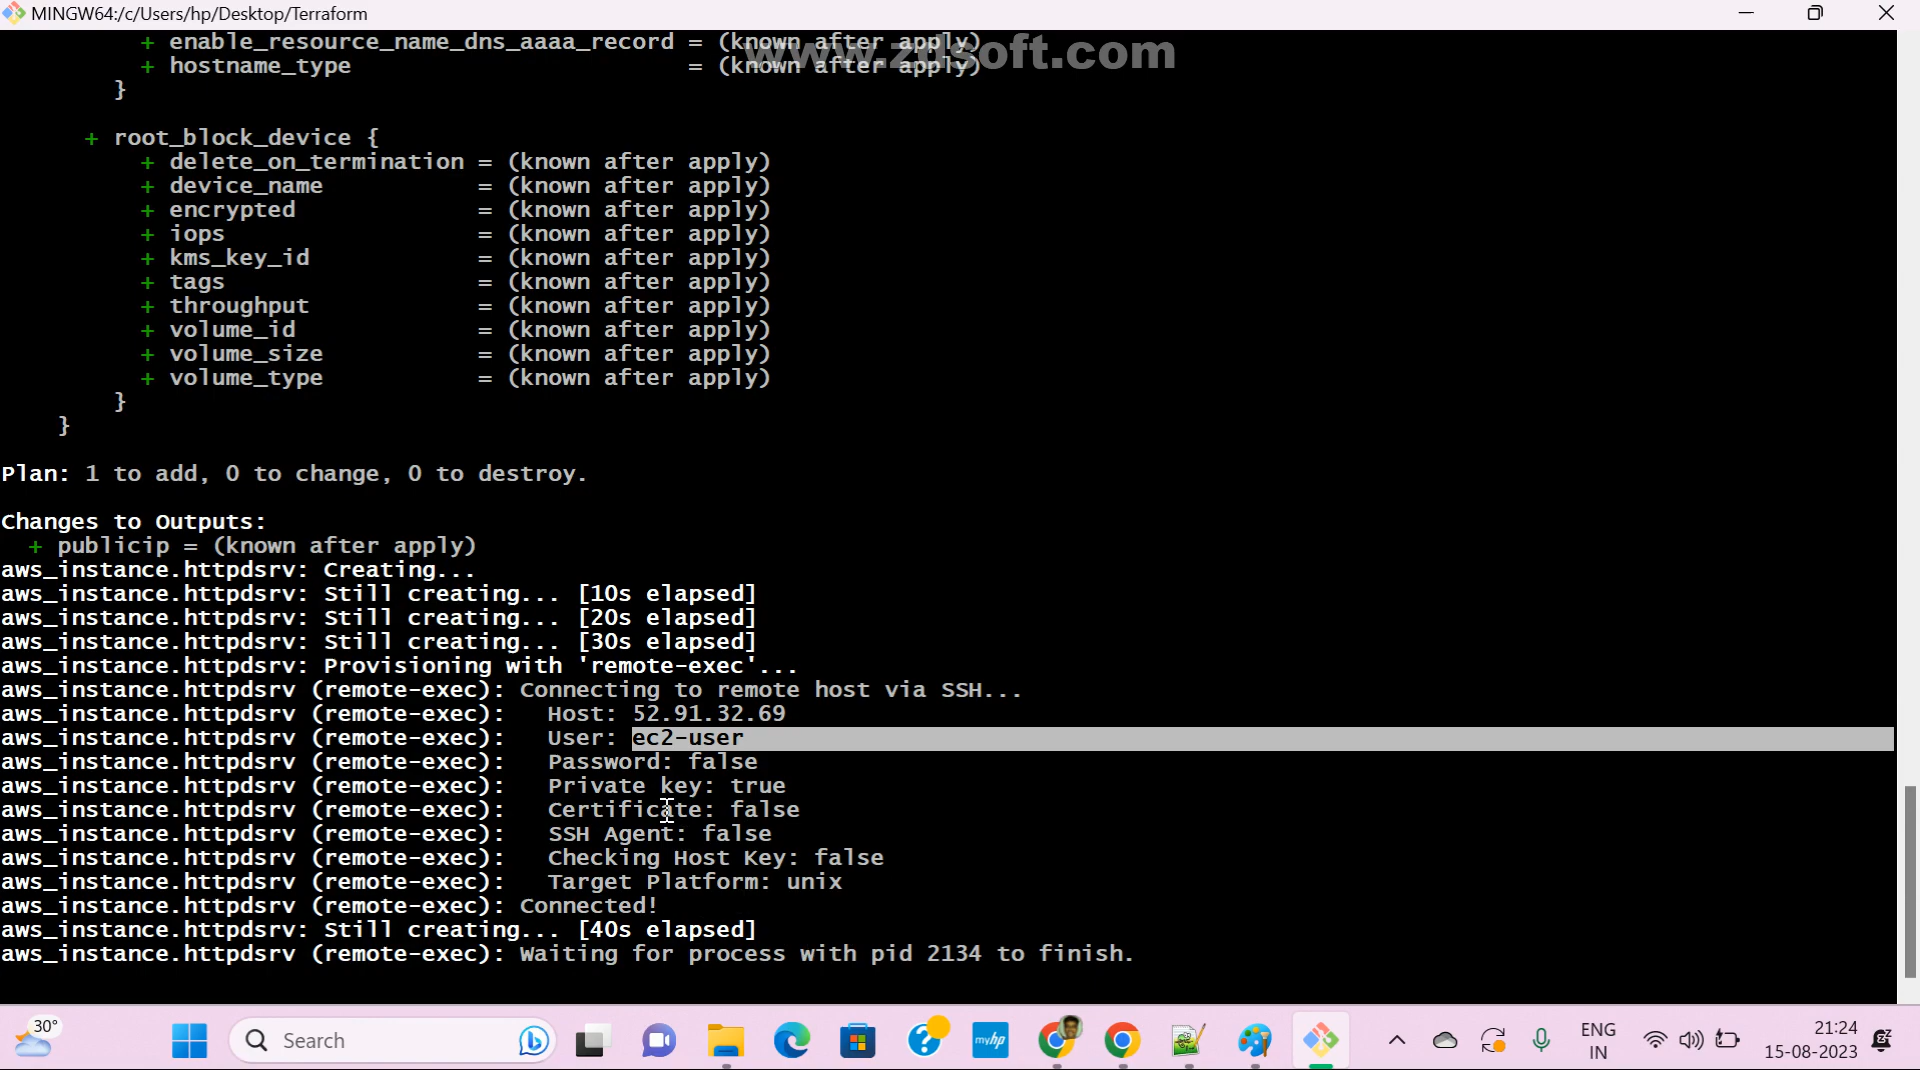 MINGW64:/c/Users/hp/Desktop/Terraform
www.zdsoft.com
+ enable_resource_name_dns_aaaa_record = (known after apply)
+ hostname_type = (known after apply)
}
+ root_block_device {
+ delete_on_termination = (known after apply)
+ device_name = (known after apply)
+ encrypted = (known after apply)
+ iops = (known after apply)
+ kms_key_id = (known after apply)
+ tags = (known after apply)
+ throughput = (known after apply)
+ volume_id = (known after apply)
+ volume_size = (known after apply)
+ volume_type = (known after apply)
}
}
Plan: 1 to add, 0 to change, 0 to destroy.
Changes to Outputs:
+ publicip = (known after apply)
aws_instance.httpdsrv: Creating...
aws_instance.httpdsrv: Still creating... [10s elapsed]
aws_instance.httpdsrv: Still creating... [20s elapsed]
aws_instance.httpdsrv: Still creating... [30s elapsed]
aws_instance.httpdsrv: Provisioning with 'remote-exec'...
aws_instance.httpdsrv (remote-exec): Connecting to remote host via SSH...
aws_instance.httpdsrv (remote-exec):   Host: 52.91.32.69
aws_instance.httpdsrv (remote-exec):   User: ec2-user
aws_instance.httpdsrv (remote-exec):   Password: false
aws_instance.httpdsrv (remote-exec):   Private key: true
aws_instance.httpdsrv (remote-exec):   Certificate: false
aws_instance.httpdsrv (remote-exec):   SSH Agent: false
aws_instance.httpdsrv (remote-exec):   Checking Host Key: false
aws_instance.httpdsrv (remote-exec):   Target Platform: unix
aws_instance.httpdsrv (remote-exec): Connected!
aws_instance.httpdsrv: Still creating... [40s elapsed]
aws_instance.httpdsrv (remote-exec): Waiting for process with pid 2134 to finish.
30°
Search
myhp
ENG
IN
21:24
15-08-2023